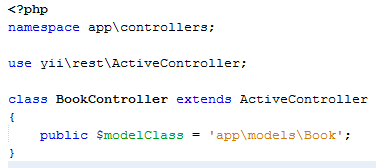 <?php
namespace app\controllers;
use yii\rest\ActiveController;
class BookController extends ActiveController
{
    public $modelClass = 'app\models\Book';
}